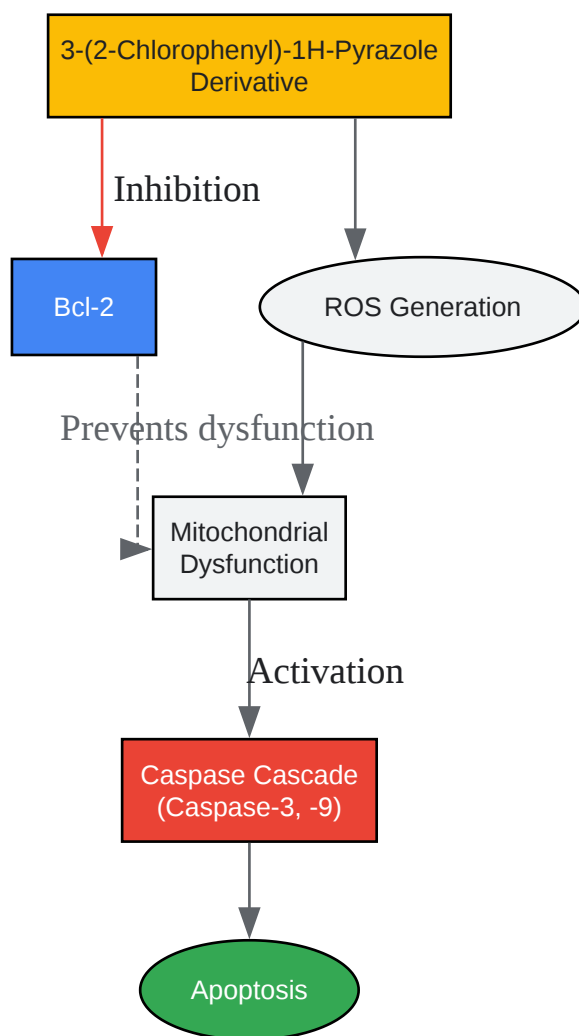 3-(2-Chlorophenyl)-1H-Pyrazole
Derivative
Inhibition
Bcl-2
ROS Generation
Prevents dysfunction
Mitochondrial
Dysfunction
Activation
Caspase Cascade
(Caspase-3, -9)
Apoptosis